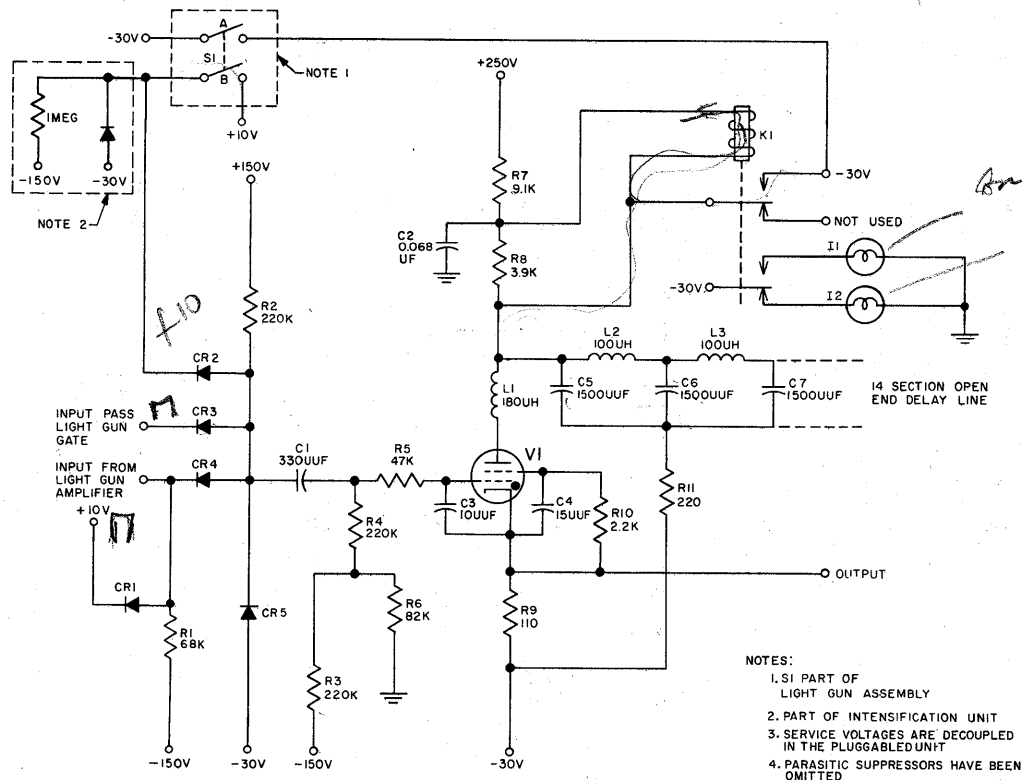 -30V
A
S1
B
NOTE 1
+10V
1MEG
-150V
-30V
NOTE 2
+150V
R2
220K
+10
CR2
INPUT PASS
LIGHT GUN
GATE
CR3
INPUT FROM
LIGHT GUN
AMPLIFIER
CR4
+10V
CR1
R1
68K
CR5
-150V
-30V
C1
330UUF
R5
47K
R4
220K
R6
82K
R3
220K
-150V
+250V
R7
9.1K
C2
0.068
UF
R8
3.9K
L1
180UH
V1
C3
10UUF
C4
15UUF
R10
2.2K
R9
110
-30V
R11
220
OUTPUT
K1
-30V
NOT USED
I1
-30V
I2
L2
100UH
L3
100UH
C5
1500UUF
C6
1500UUF
C7
1500UUF
14 SECTION OPEN
END DELAY LINE
NOTES:
1. S1 PART OF
LIGHT GUN ASSEMBLY
2. PART OF INTENSIFICATION UNIT
3. SERVICE VOLTAGES ARE DECOUPLED
IN THE PLUGGABLE UNIT
4. PARASITIC SUPPRESSORS HAVE BEEN
OMITTED